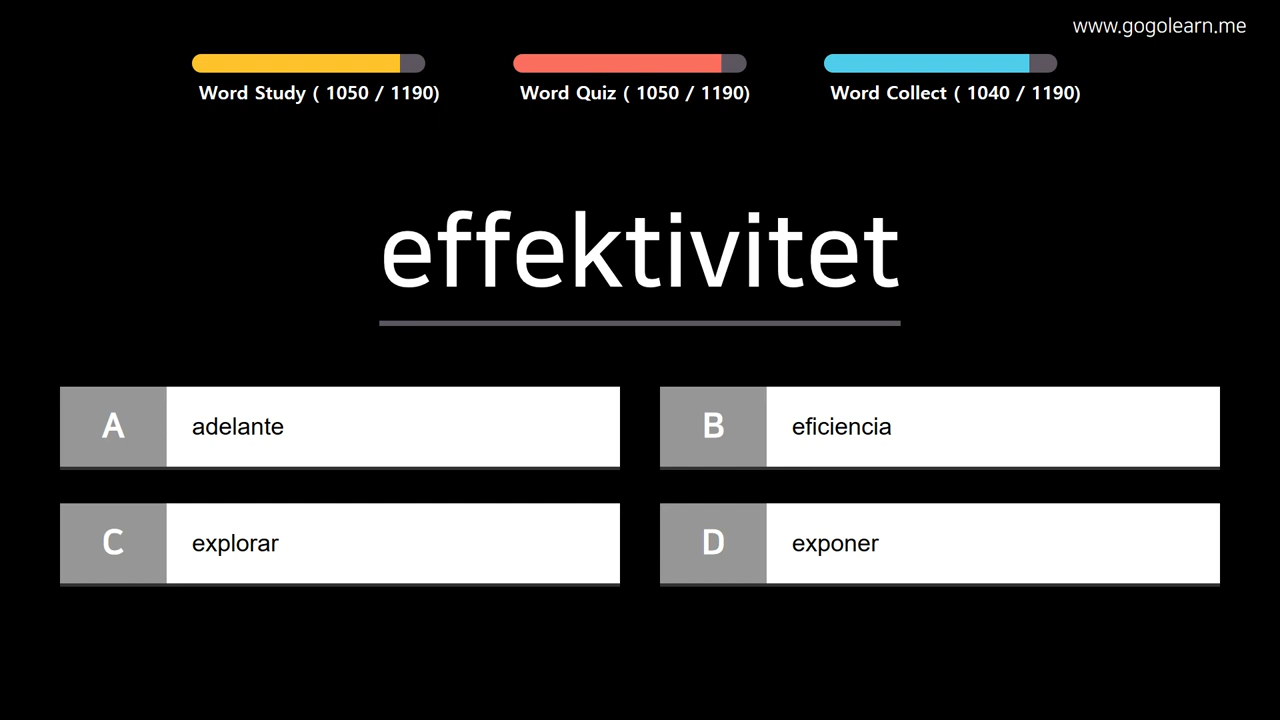 www.gogolearn.me
Word Study ( 1050 / 1190)
Word Quiz ( 1050 / 1190)
Word Collect ( 1040 / 1190)
effektivitet
A adelante
B eficiencia
C explorar
D exponer